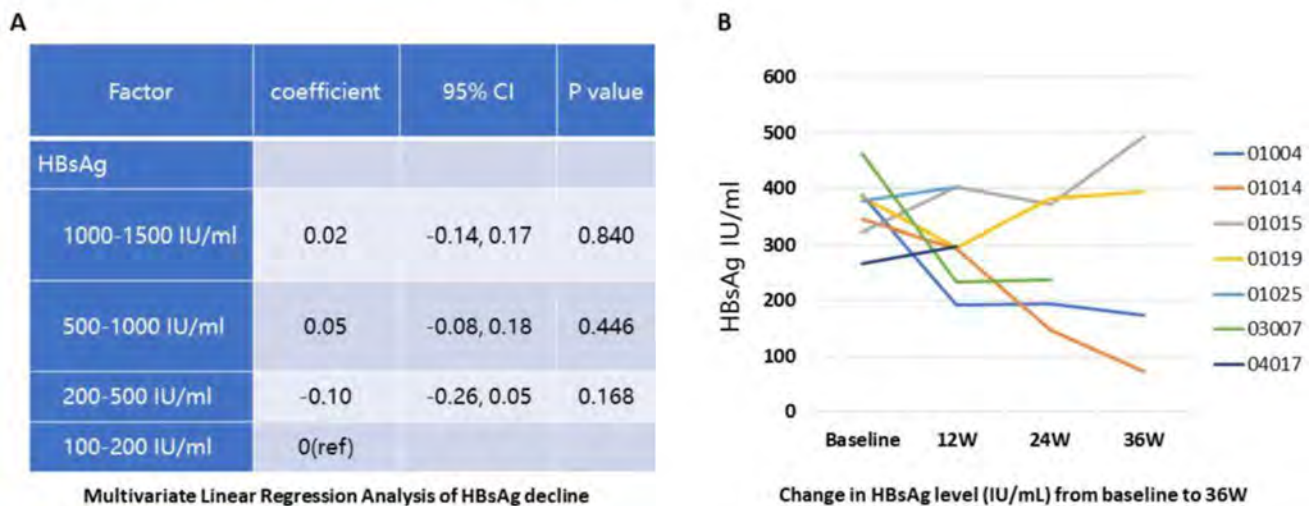 A
Factor coefficient 95% CI P value
HBsAg
1000-1500 IU/ml 0.02 -0.14, 0.17 0.840
500-1000 IU/ml 0.05 -0.08, 0.18 0.446
200-500 IU/ml -0.10 -0.26, 0.05 0.168
100-200 IU/ml 0(ref)
Multivariate Linear Regression Analysis of HBsAg decline
B
HBsAg IU/ml
600
500
400
300
200
100
0
Baseline 12W 24W 36W
01004
01014
01015
01019
01025
03007
04017
Change in HBsAg level (IU/mL) from baseline to 36W